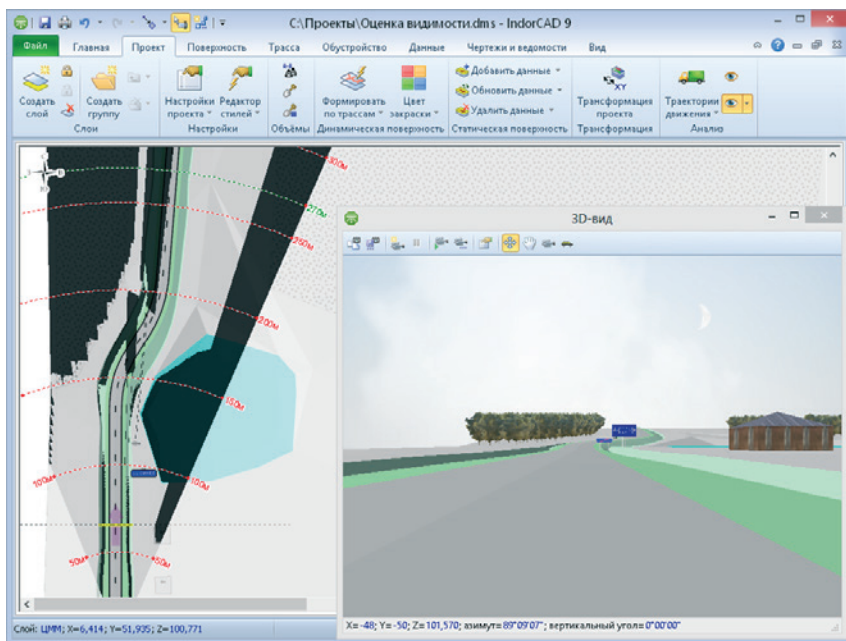 C:\Проекты\Оценка видимости.dms - IndorCAD 9
Файл Главная Проект Поверхность Трасса Обустройство Данные Чертежи и ведомости Вид
Создать слой
Создать группу
Настройки проекта
Редактор стилей
Формировать по трассам
Цвет закраски
Добавить данные
Обновить данные
Удалить данные
XY
Трансформация проекта
Траектории движения
Слои Настройки Объёмы Динамическая поверхность Статическая поверхность Трансформация Анализ
300м
270м
250м
200м
150м
100м 100м
50м 50м
3D-вид
X=-48; Y=-50; Z=101,570; азимут=89°09'07"; вертикальный угол=0°00'00"
Слой: ЦММ; X=6,414; Y=51,935; Z=100,771